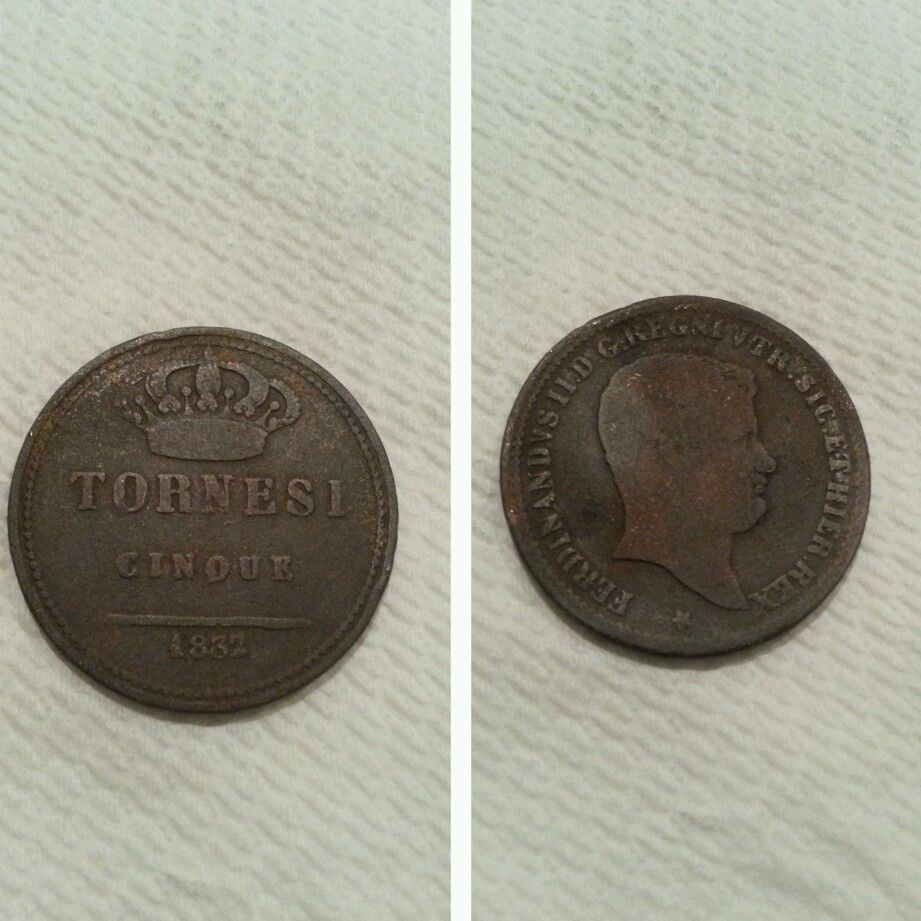 TORNESI
CINQUE
1832
FERDINANDVS II.D.G.REGNI VTR.SIC.ET HIER.REX